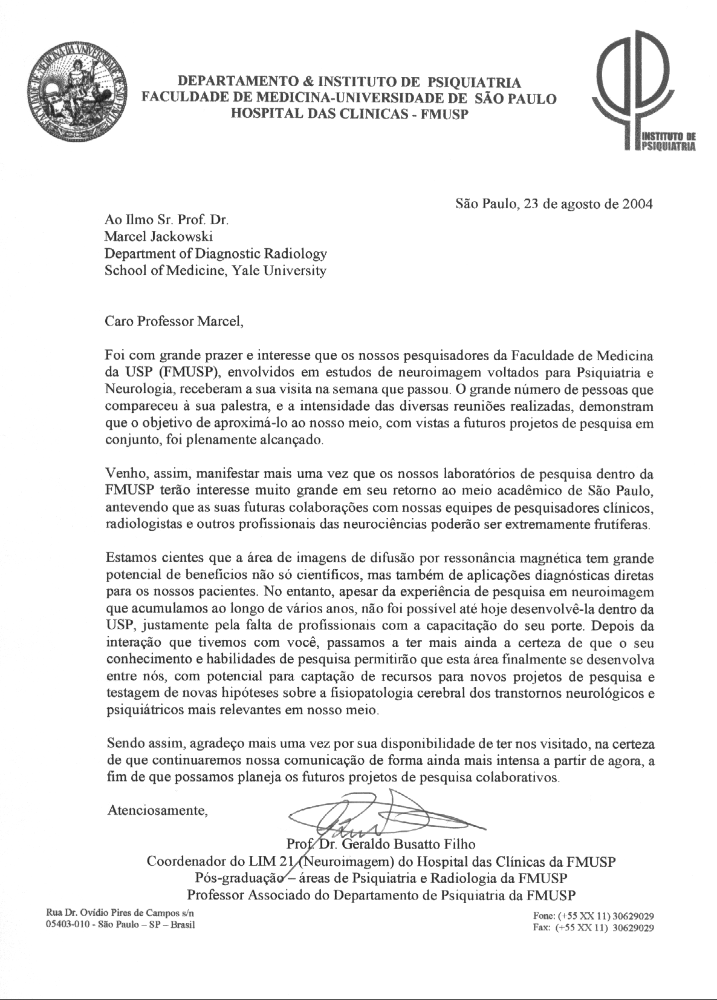 FACULDADE DE MEDICINA DA UNIVERSIDADE DE SÃO PAULO
DEPARTAMENTO & INSTITUTO DE PSIQUIATRIA
FACULDADE DE MEDICINA-UNIVERSIDADE DE SÃO PAULO
HOSPITAL DAS CLINICAS - FMUSP
INSTITUTO DE
PSIQUIATRIA
São Paulo, 23 de agosto de 2004
Ao Ilmo Sr. Prof. Dr.
Marcel Jackowski
Department of Diagnostic Radiology
School of Medicine, Yale University
Caro Professor Marcel,
Foi com grande prazer e interesse que os nossos pesquisadores da Faculdade de Medicina
da USP (FMUSP), envolvidos em estudos de neuroimagem voltados para Psiquiatria e
Neurologia, receberam a sua visita na semana que passou. O grande número de pessoas que
compareceu à sua palestra, e a intensidade das diversas reuniões realizadas, demonstram
que o objetivo de aproximá-lo ao nosso meio, com vistas a futuros projetos de pesquisa em
conjunto, foi plenamente alcançado.
Venho, assim, manifestar mais uma vez que os nossos laboratórios de pesquisa dentro da
FMUSP terão interesse muito grande em seu retorno ao meio acadêmico de São Paulo,
antevendo que as suas futuras colaborações com nossas equipes de pesquisadores clínicos,
radiologistas e outros profissionais das neurociências poderão ser extremamente frutíferas.
Estamos cientes que a área de imagens de difusão por ressonância magnética tem grande
potencial de benefícios não só científicos, mas também de aplicações diagnósticas diretas
para os nossos pacientes. No entanto, apesar da experiência de pesquisa em neuroimagem
que acumulamos ao longo de vários anos, não foi possível até hoje desenvolvê-la dentro da
USP, justamente pela falta de profissionais com a capacitação do seu porte. Depois da
interação que tivemos com você, passamos a ter mais ainda a certeza de que o seu
conhecimento e habilidades de pesquisa permitirão que esta área finalmente se desenvolva
entre nós, com potencial para captação de recursos para novos projetos de pesquisa e
testagem de novas hipóteses sobre a fisiopatologia cerebral dos transtornos neurológicos e
psiquiátricos mais relevantes em nosso meio.
Sendo assim, agradeço mais uma vez por sua disponibilidade de ter nos visitado, na certeza
de que continuaremos nossa comunicação de forma ainda mais intensa a partir de agora, a
fim de que possamos planeja os futuros projetos de pesquisa colaborativos.
Atenciosamente,
Prof. Dr. Geraldo Busatto Filho
Coordenador do LIM 21 (Neuroimagem) do Hospital das Clínicas da FMUSP
Pós-graduação – áreas de Psiquiatria e Radiologia da FMUSP
Professor Associado do Departamento de Psiquiatria da FMUSP
Rua Dr. Ovídio Pires de Campos s/n
05403-010 - São Paulo – SP – Brasil
Fone: (+55 XX 11) 30629029
Fax: (+55 XX 11) 30629029